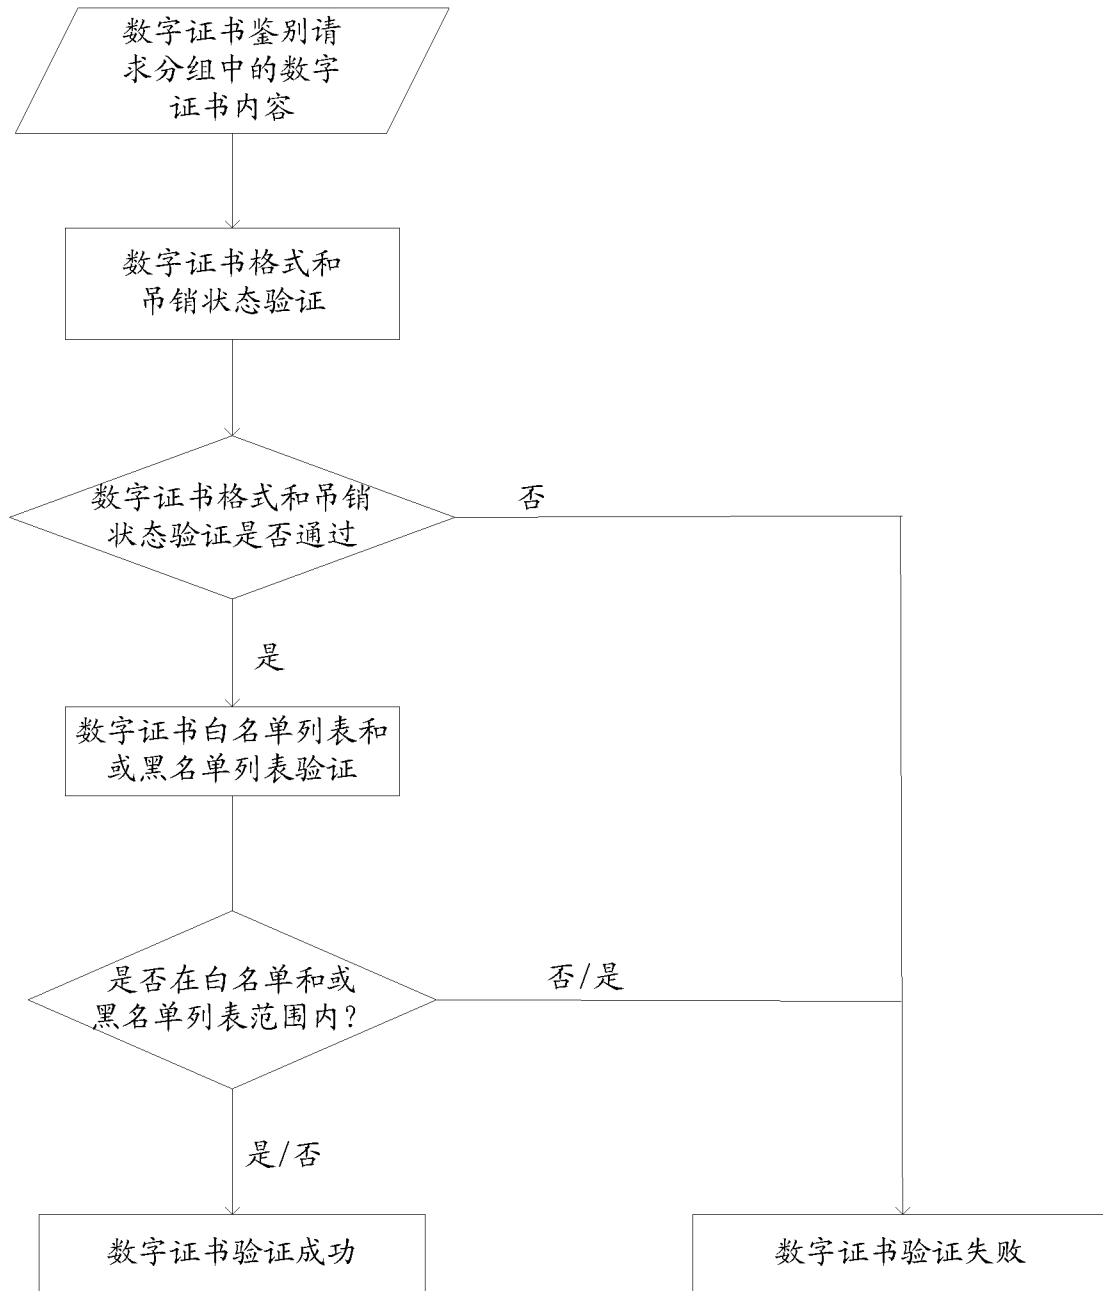 数字证书鉴别请
求分组中的数字
证书内容
数字证书格式和
吊销状态验证
数字证书格式和吊销
状态验证是否通过
否
是
数字证书白名单列表和
或黑名单列表验证
是否在白名单和或
黑名单列表范围内?
否/是
是/否
数字证书验证成功
数字证书验证失败